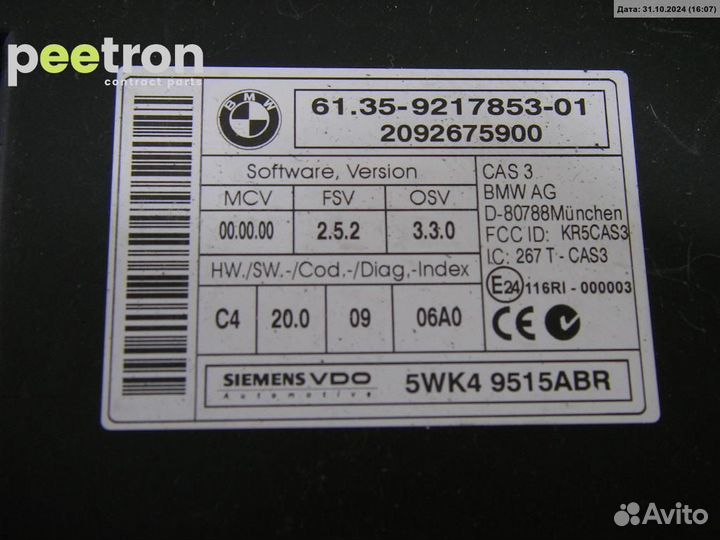 Дата: 31.10.2024 (16:07)
peetron
contract parts
BMW
61.35-9217853-01
2092675900
Software, Version
MCV FSV OSV
00.00.00 2.5.2 3.3.0
HW./SW.-/Cod.-/Diag.-Index
C4 20.0 09 06A0
CAS 3
BMW AG
D-80788München
FCC ID: KR5CAS3
I.C: 267 T - CAS3
E24 116RI - 000003
CE N
SIEMENS VDO
Automotive
5WK4 9515ABR
Avito